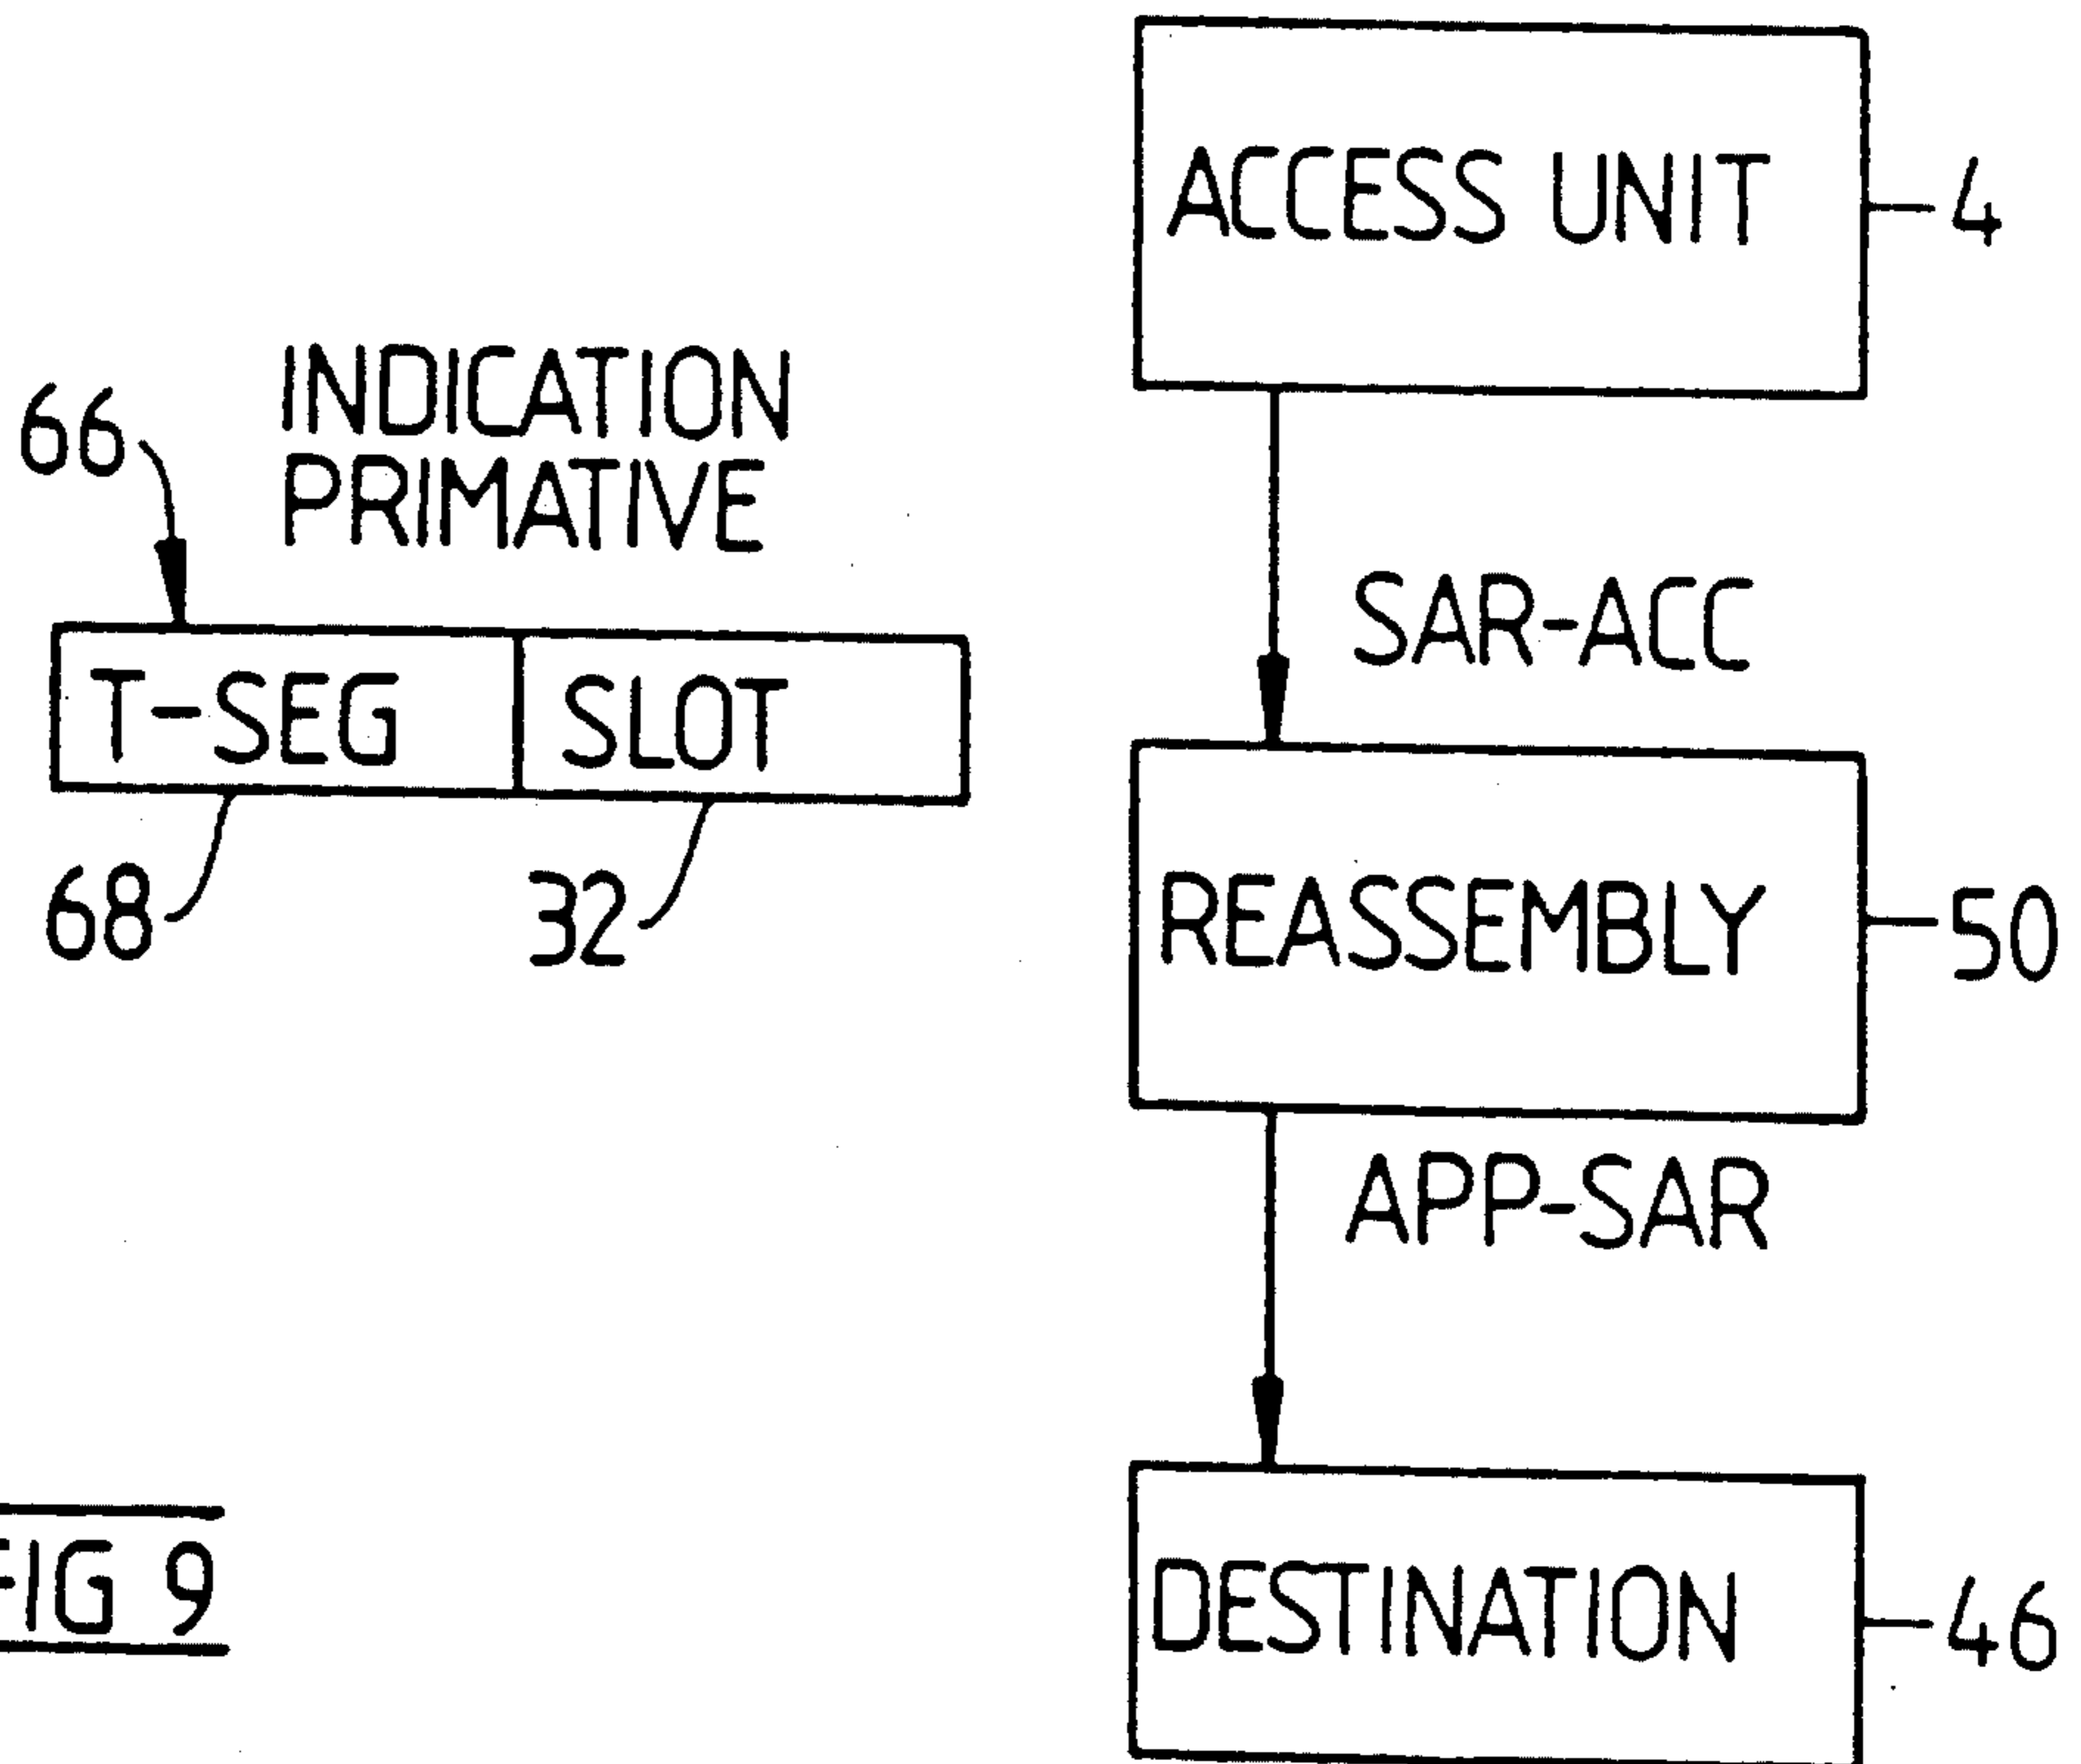 ACCESS UNIT
4
66
INDICATION
PRIMATIVE
SAR-ACC
T-SEG
SLOT
68
32
REASSEMBLY
50
APP-SAR
FIG 9
DESTINATION
46